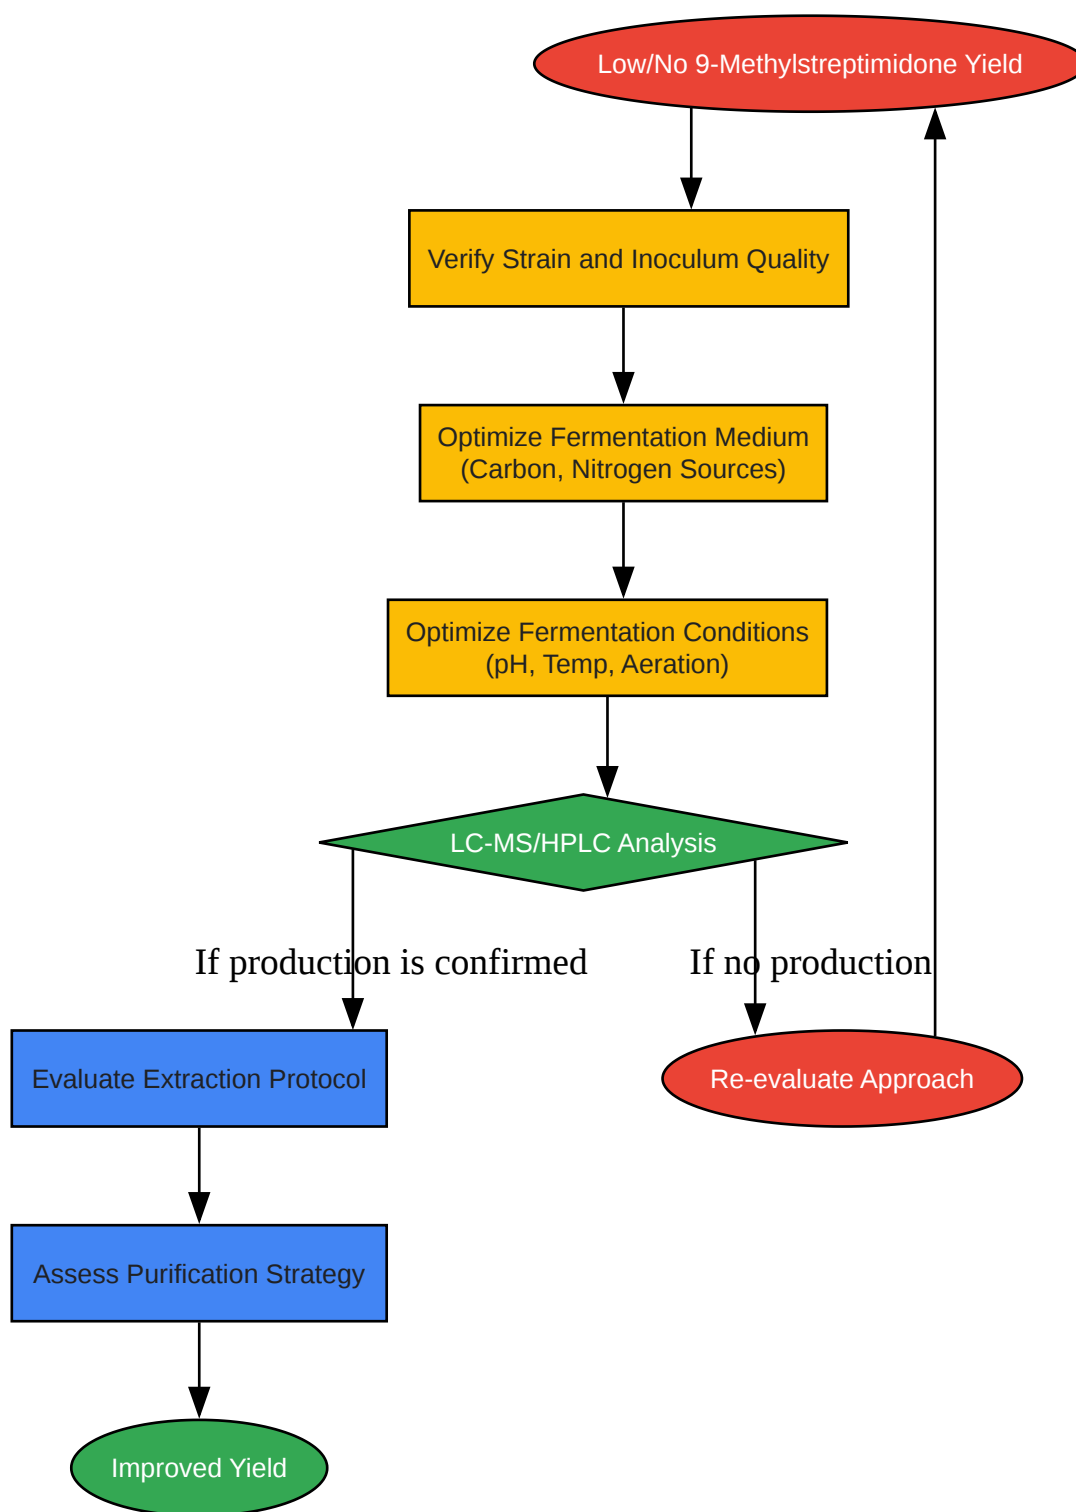 Low/No 9-Methylstreptimidone Yield
Verify Strain and Inoculum Quality
Optimize Fermentation Medium
(Carbon, Nitrogen Sources)
Optimize Fermentation Conditions
(pH, Temp, Aeration)
LC-MS/HPLC Analysis
If production is confirmed
If no production
Evaluate Extraction Protocol
Re-evaluate Approach
Assess Purification Strategy
Improved Yield